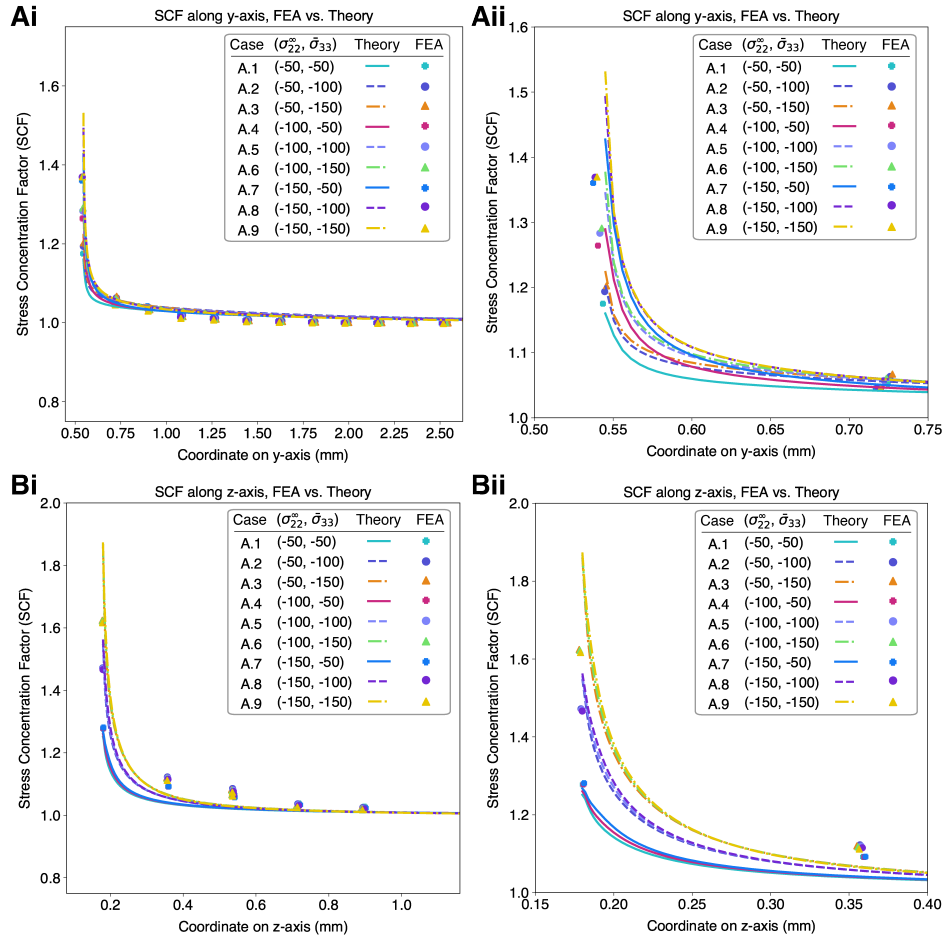 Ai
SCF along y-axis, FEA vs. Theory
Case (σ₂₂^∞, σ̄₃₃) Theory FEA
A.1 (-50, -50)
A.2 (-50, -100)
A.3 (-50, -150)
A.4 (-100, -50)
A.5 (-100, -100)
A.6 (-100, -150)
A.7 (-150, -50)
A.8 (-150, -100)
A.9 (-150, -150)
Stress Concentration Factor (SCF)
1.6
1.4
1.2
1.0
0.8
0.50 0.75 1.00 1.25 1.50 1.75 2.00 2.25 2.50
Coordinate on y-axis (mm)
Aii
SCF along y-axis, FEA vs. Theory
Case (σ₂₂^∞, σ̄₃₃) Theory FEA
A.1 (-50, -50)
A.2 (-50, -100)
A.3 (-50, -150)
A.4 (-100, -50)
A.5 (-100, -100)
A.6 (-100, -150)
A.7 (-150, -50)
A.8 (-150, -100)
A.9 (-150, -150)
Stress Concentration Factor (SCF)
1.6
1.5
1.4
1.3
1.2
1.1
1.0
0.50 0.55 0.60 0.65 0.70 0.75
Coordinate on y-axis (mm)
Bi
SCF along z-axis, FEA vs. Theory
Case (σ₂₂^∞, σ̄₃₃) Theory FEA
A.1 (-50, -50)
A.2 (-50, -100)
A.3 (-50, -150)
A.4 (-100, -50)
A.5 (-100, -100)
A.6 (-100, -150)
A.7 (-150, -50)
A.8 (-150, -100)
A.9 (-150, -150)
Stress Concentration Factor (SCF)
2.0
1.8
1.6
1.4
1.2
1.0
0.8
0.2 0.4 0.6 0.8 1.0
Coordinate on z-axis (mm)
Bii
SCF along z-axis, FEA vs. Theory
Case (σ₂₂^∞, σ̄₃₃) Theory FEA
A.1 (-50, -50)
A.2 (-50, -100)
A.3 (-50, -150)
A.4 (-100, -50)
A.5 (-100, -100)
A.6 (-100, -150)
A.7 (-150, -50)
A.8 (-150, -100)
A.9 (-150, -150)
Stress Concentration Factor (SCF)
2.0
1.8
1.6
1.4
1.2
1.0
0.15 0.20 0.25 0.30 0.35 0.40
Coordinate on z-axis (mm)